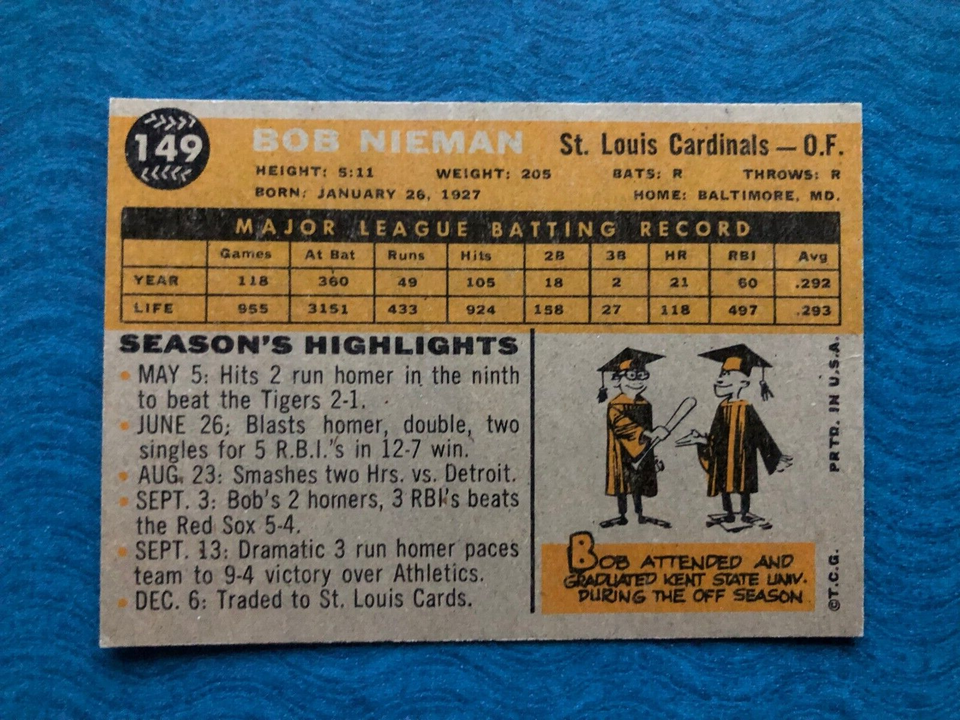 149
BOB NIEMAN St. Louis Cardinals — O.F.
HEIGHT: 5:11 WEIGHT: 205 BATS: R THROWS: R
BORN: JANUARY 26, 1927 HOME: BALTIMORE, MD.
MAJOR LEAGUE BATTING RECORD
Games At Bat Runs Hits 2B 3B HR RBI Avg
YEAR 118 360 49 105 18 2 21 60 .292
LIFE 955 3151 433 924 158 27 118 497 .293
SEASON'S HIGHLIGHTS
• MAY 5: Hits 2 run homer in the ninth
to beat the Tigers 2-1.
• JUNE 26; Blasts homer, double, two
singles for 5 R.B.I.'s in 12-7 win.
• AUG. 23: Smashes two Hrs. vs. Detroit.
• SEPT. 3: Bob's 2 homers, 3 RBI's beats
the Red Sox 5-4.
• SEPT. 13: Dramatic 3 run homer paces
team to 9-4 victory over Athletics.
• DEC. 6: Traded to St. Louis Cards.
BOB ATTENDED AND
GRADUATED KENT STATE UNIV.
DURING THE OFF SEASON
©T.C.G. PRTD. IN U.S.A.